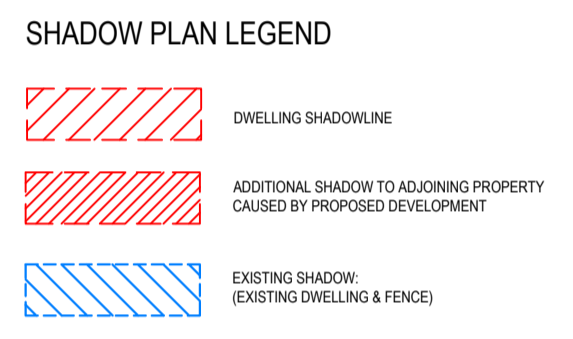 SHADOW PLAN LEGEND
DWELLING SHADOWLINE
ADDITIONAL SHADOW TO ADJOINING PROPERTY
CAUSED BY PROPOSED DEVELOPMENT
EXISTING SHADOW:
(EXISTING DWELLING & FENCE)